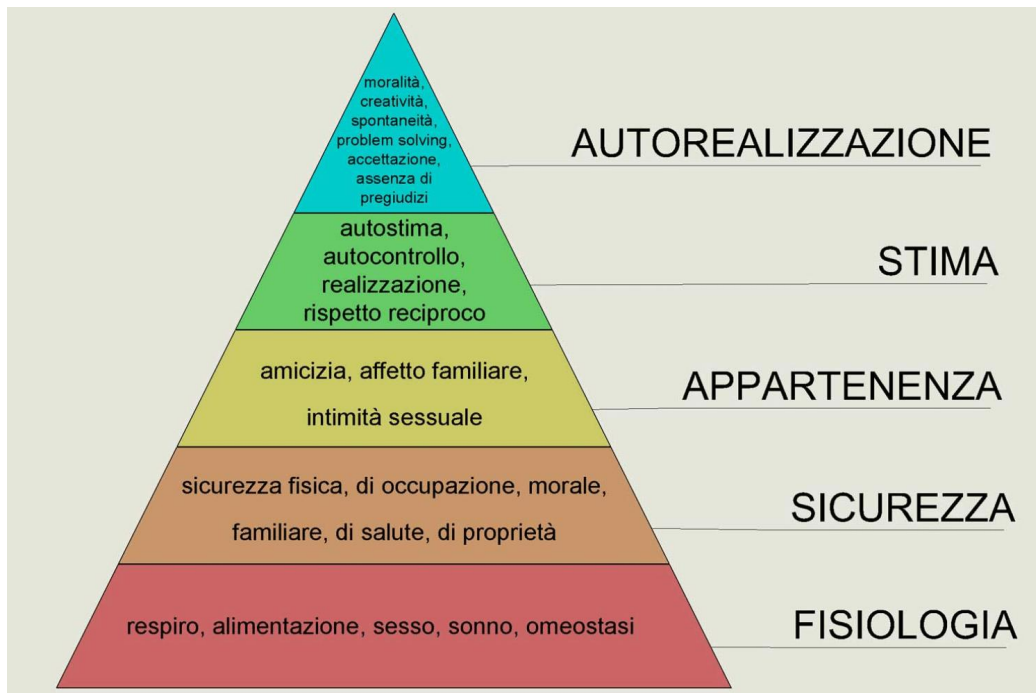 moralità,
creatività,
spontaneità,
problem solving,
accettazione,
assenza di
pregiudizi
AUTOREALIZZAZIONE
autostima,
autocontrollo,
realizzazione,
rispetto reciproco
STIMA
amicizia, affetto familiare,
intimità sessuale
APPARTENENZA
sicurezza fisica, di occupazione, morale,
familiare, di salute, di proprietà
SICUREZZA
respiro, alimentazione, sesso, sonno, omeostasi
FISIOLOGIA